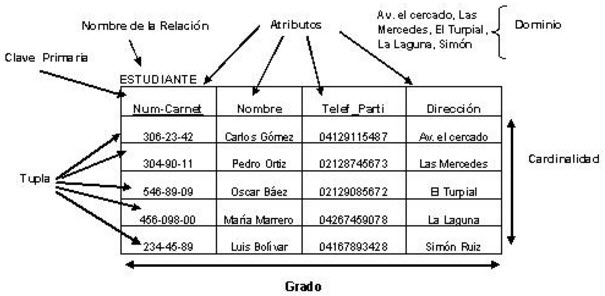 Nombre de la Relación
Atributos
Av. el cercado, Las
Mercedes, El Turpial,
La Laguna, Simón
Dominio
Clave Primaria
ESTUDIANTE
Num-Carnet Nombre Telef_Parti Dirección
306-23-42 Carlos Gómez 04129115487 Av. el cercado
304-90-11 Pedro Ortiz 02128745673 Las Mercedes
546-89-09 Oscar Báez 02129085672 El Turpial
456-098-00 María Marrero 04267459078 La Laguna
234-45-89 Luis Bolívar 04167893428 Simón Ruiz
Tupla
Cardinalidad
Grado